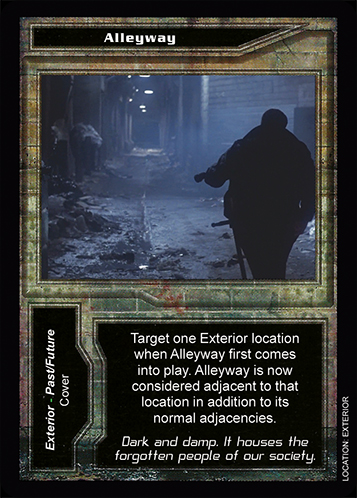 Alleyway
Exterior - Past/Future
Cover
Target one Exterior location
when Alleyway first comes
into play. Alleyway is now
considered adjacent to that
location in addition to its
normal adjacencies.
Dark and damp. It houses the
forgotten people of our society.
LOCATION: EXTERIOR